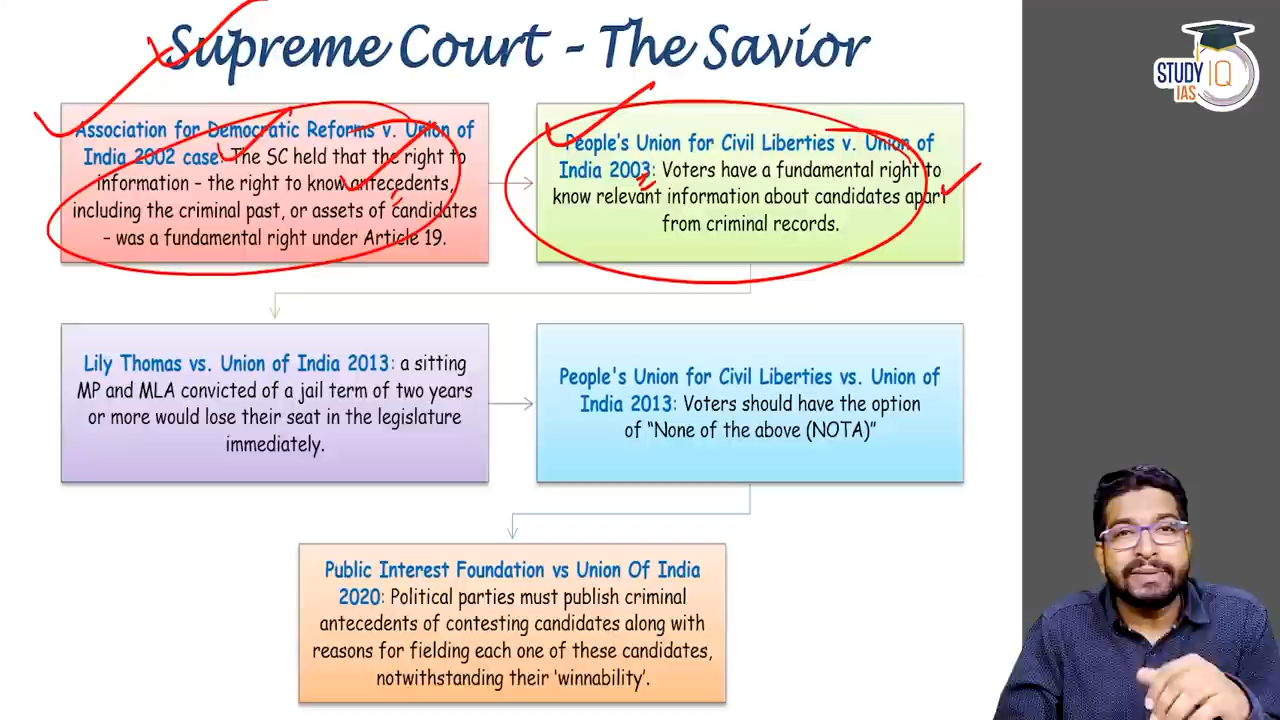 Supreme Court - The Savior
STUDY IQ
IAS
Association for Democratic Reforms v. Union of
India 2002 case: The SC held that the right to
information – the right to know antecedents,
including the criminal past, or assets of candidates
– was a fundamental right under Article 19.
People's Union for Civil Liberties v. Union of
India 2003: Voters have a fundamental right to
know relevant information about candidates apart
from criminal records.
Lily Thomas vs. Union of India 2013: a sitting
MP and MLA convicted of a jail term of two years
or more would lose their seat in the legislature
immediately.
People's Union for Civil Liberties vs. Union of
India 2013: Voters should have the option
of “None of the above (NOTA)”
Public Interest Foundation vs Union Of India
2020: Political parties must publish criminal
antecedents of contesting candidates along with
reasons for fielding each one of these candidates,
notwithstanding their ‘winnability’.